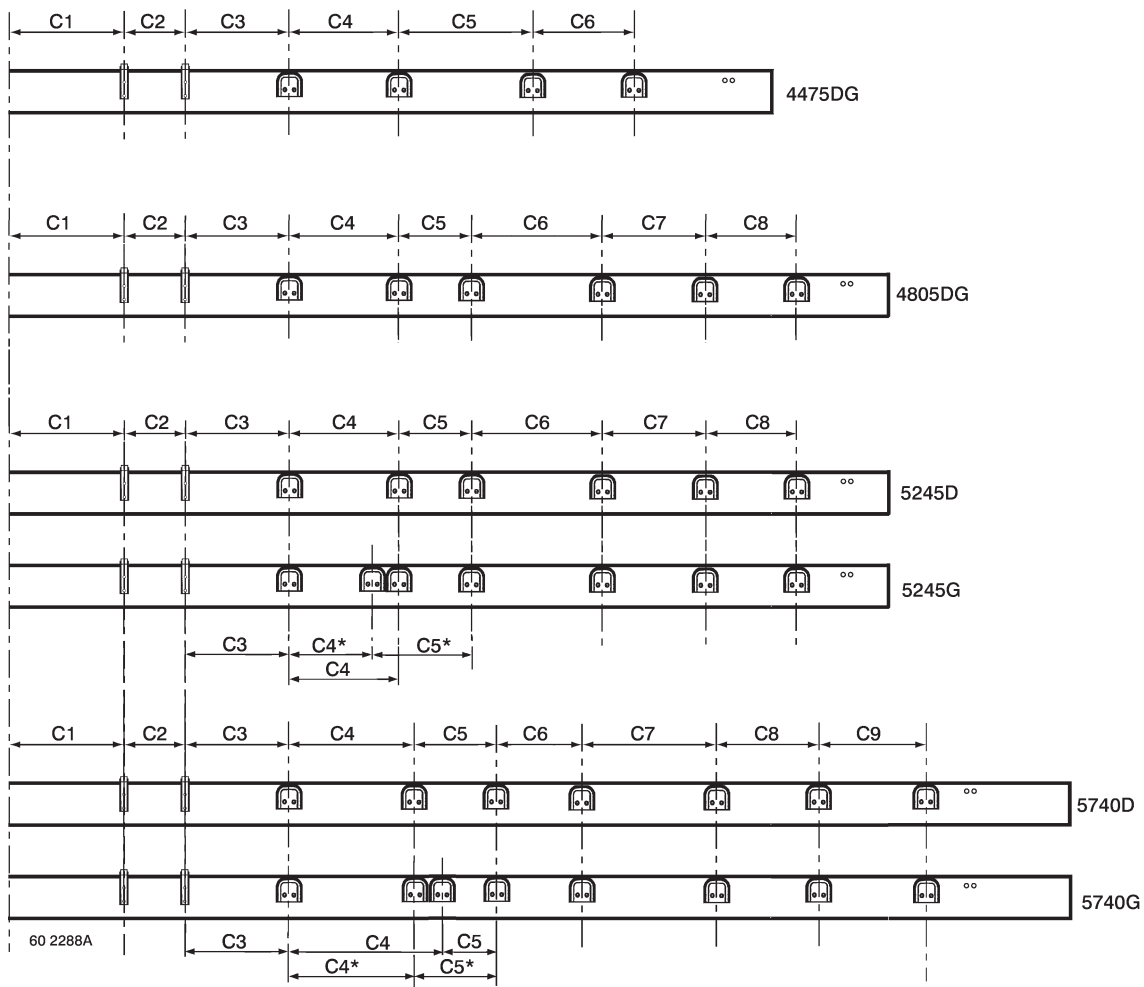 C1 C2 C3 C4 C5 C6
4475DG
C1 C2 C3 C4 C5 C6 C7 C8
4805DG
C1 C2 C3 C4 C5 C6 C7 C8
5245D
5245G
C3 C4* C5*
C4
C1 C2 C3 C4 C5 C6 C7 C8 C9
5740D
5740G
60 2288A C3 C4 C5
C4* C5*